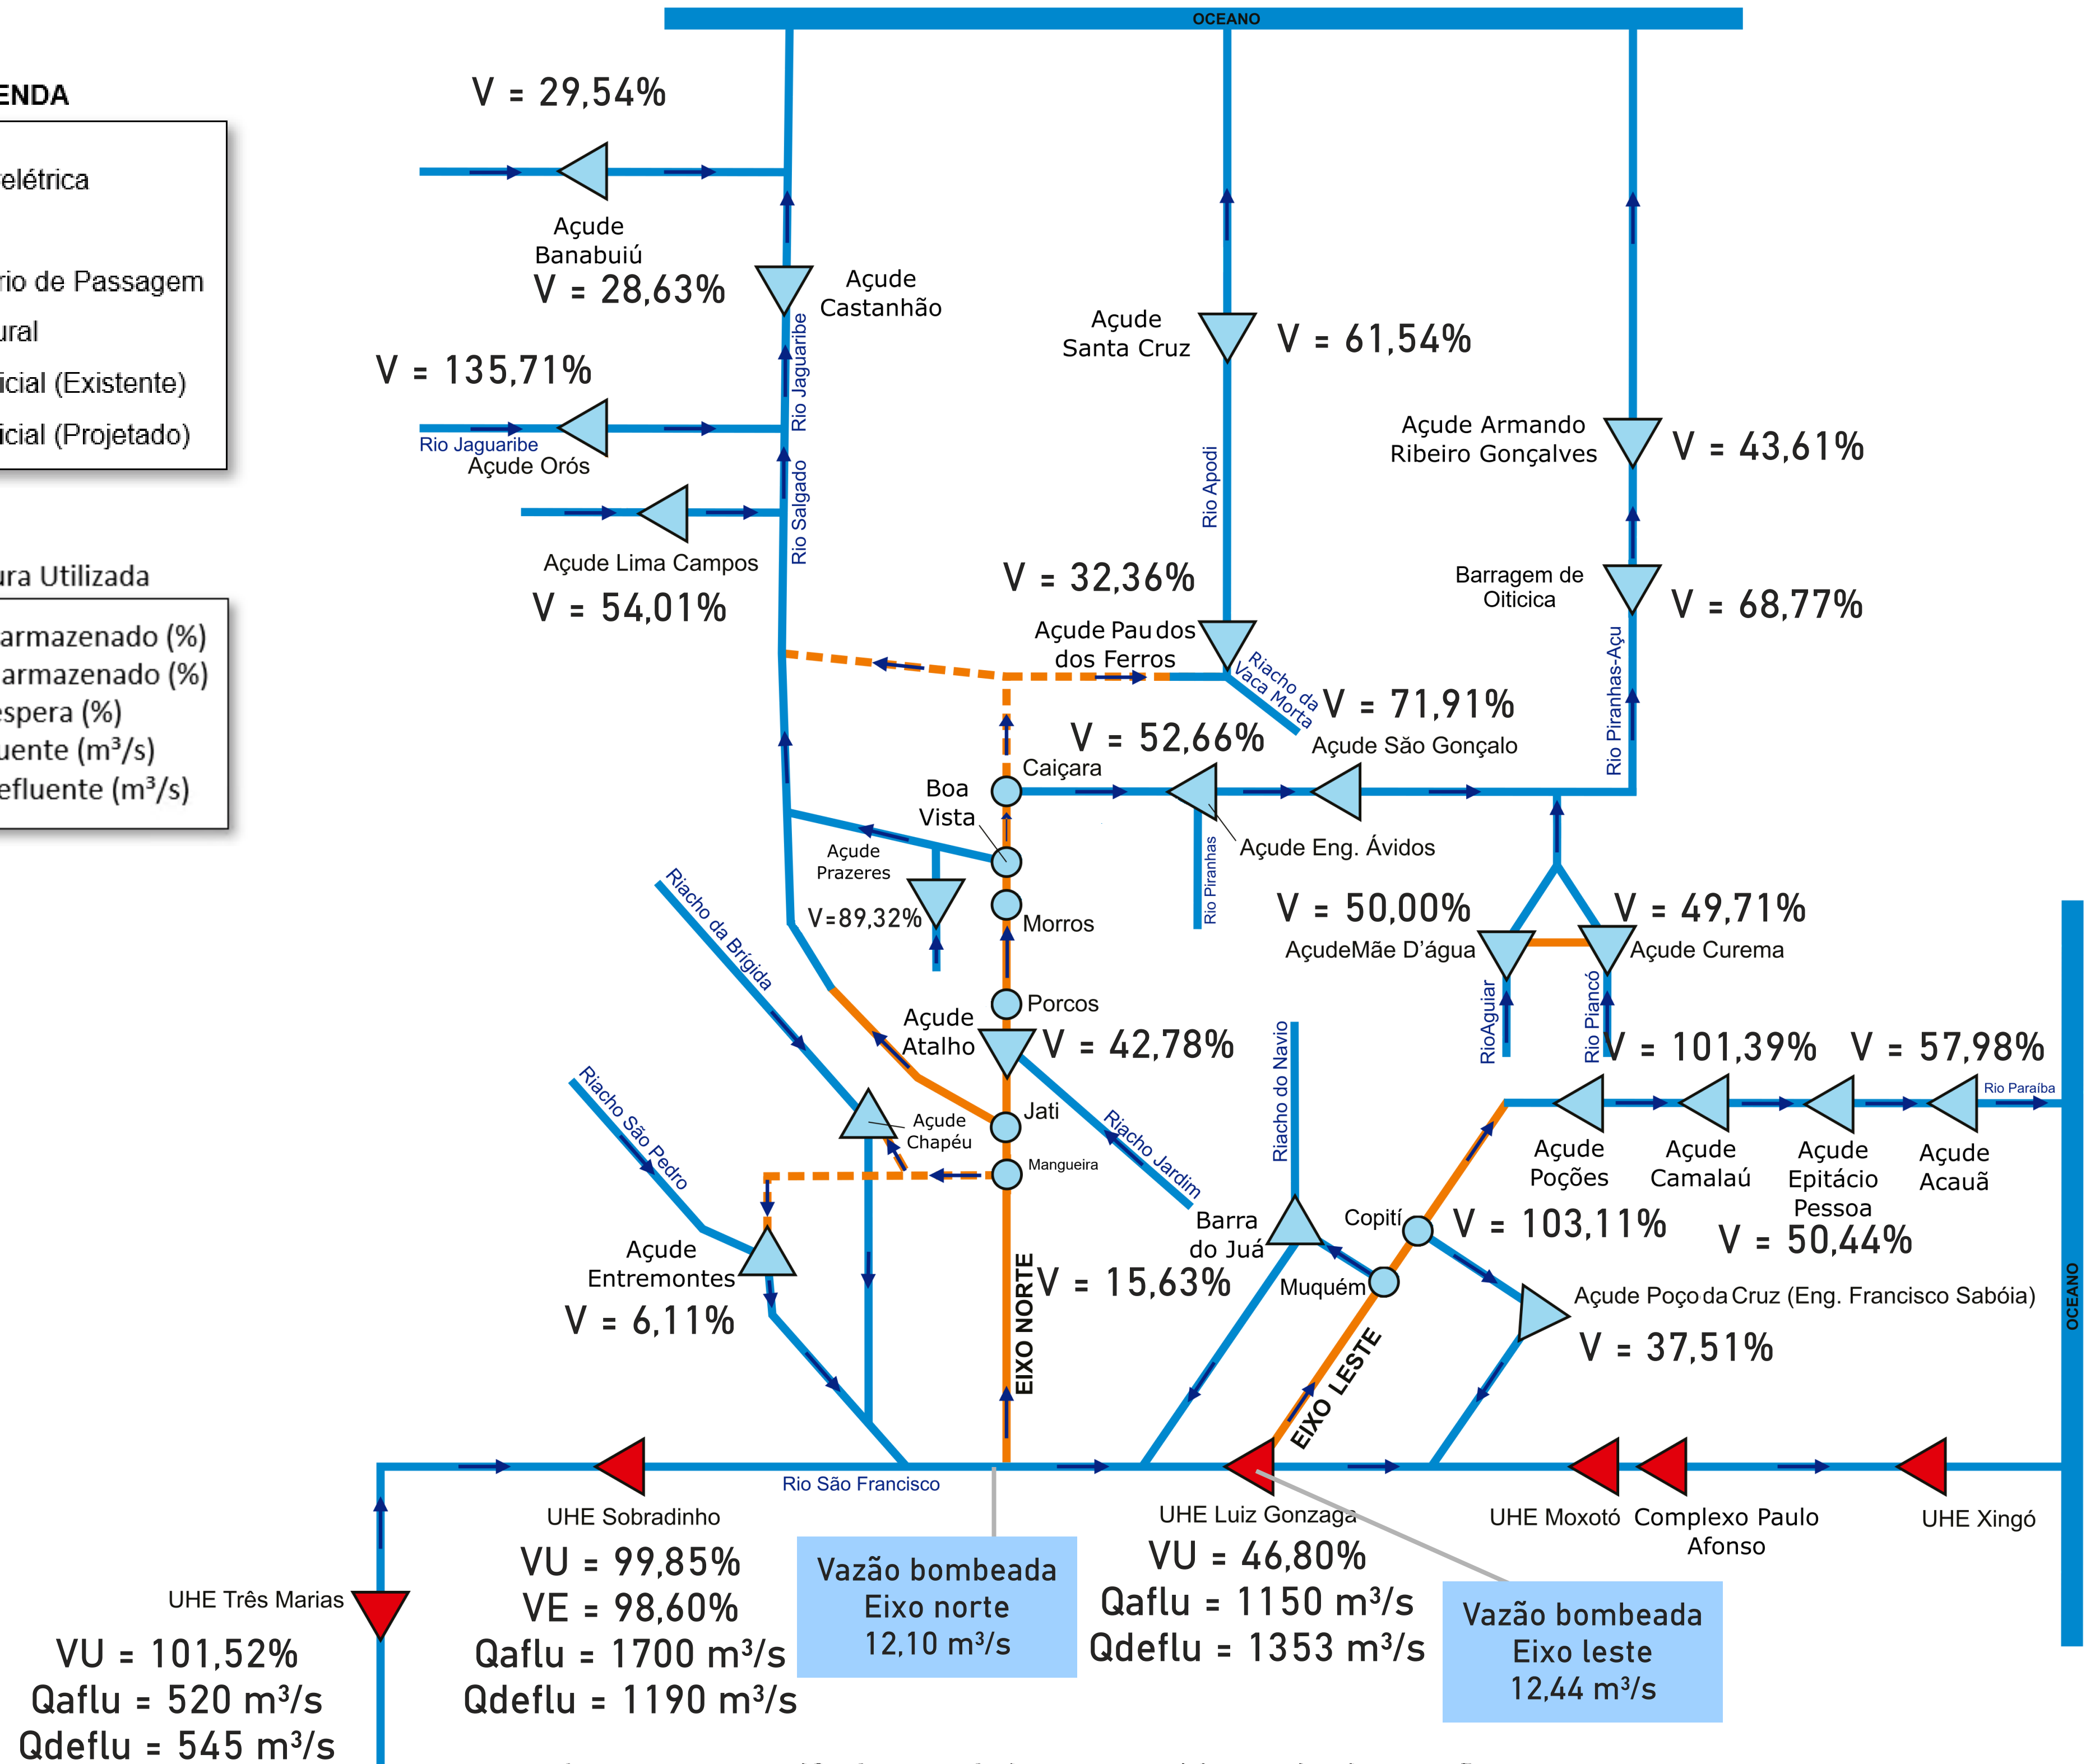 OCEANO
ENDA
elétrica
rio de Passagem
ural
icial (Existente)
icial (Projetado)
ura Utilizada
armazenado (%)
armazenado (%)
espera (%)
uente (m³/s)
efluente (m³/s)
V = 29,54%
Açude
Banabuiú
V = 28,63%
Açude
Castanhão
V = 135,71%
Rio Jaguaribe
Açude Orós
Rio Jaguaribe
Rio Salgado
Açude Lima Campos
V = 54,01%
Açude
Santa Cruz
V = 61,54%
Rio Apodi
Açude Armando
Ribeiro Gonçalves
V = 43,61%
Barragem de
Oiticica
V = 68,77%
Rio Piranhas-Açu
V = 32,36%
Açude Pau dos
dos Ferros
Riacho da
Vaca Morta
V = 71,91%
Açude São Gonçalo
V = 52,66%
Caiçara
Boa
Vista
Açude Eng. Ávidos
Rio Piranhas
Açude
Prazeres
V=89,32%
Morros
Porcos
Riacho da Brígida
V = 50,00%
AçudeMãe D'água
V = 49,71%
Açude Curema
RioAguiar
Rio Piancó
Açude
Atalho
V = 42,78%
Riacho São Pedro
Açude
Chapéu
Jati
Mangueira
Riacho Jardim
Riacho do Navio
V = 101,39%
V = 57,98%
Rio Paraíba
Açude
Poções
Açude
Camalaú
Açude
Epitácio
Pessoa
Açude
Acauã
V = 103,11%
V = 50,44%
Barra
do Juá
Copití
Muquém
V = 15,63%
Açude
Entremontes
V = 6,11%
EIXO NORTE
EIXO LESTE
Açude Poço da Cruz (Eng. Francisco Sabóia)
V = 37,51%
OCEANO
Rio São Francisco
UHE Sobradinho
VU = 99,85%
VE = 98,60%
Qaflu = 1700 m³/s
Qdeflu = 1190 m³/s
UHE Três Marias
VU = 101,52%
Qaflu = 520 m³/s
Qdeflu = 545 m³/s
Vazão bombeada
Eixo norte
12,10 m³/s
UHE Luiz Gonzaga
VU = 46,80%
Qaflu = 1150 m³/s
Qdeflu = 1353 m³/s
Vazão bombeada
Eixo leste
12,44 m³/s
UHE Moxotó
Complexo Paulo
Afonso
UHE Xingó